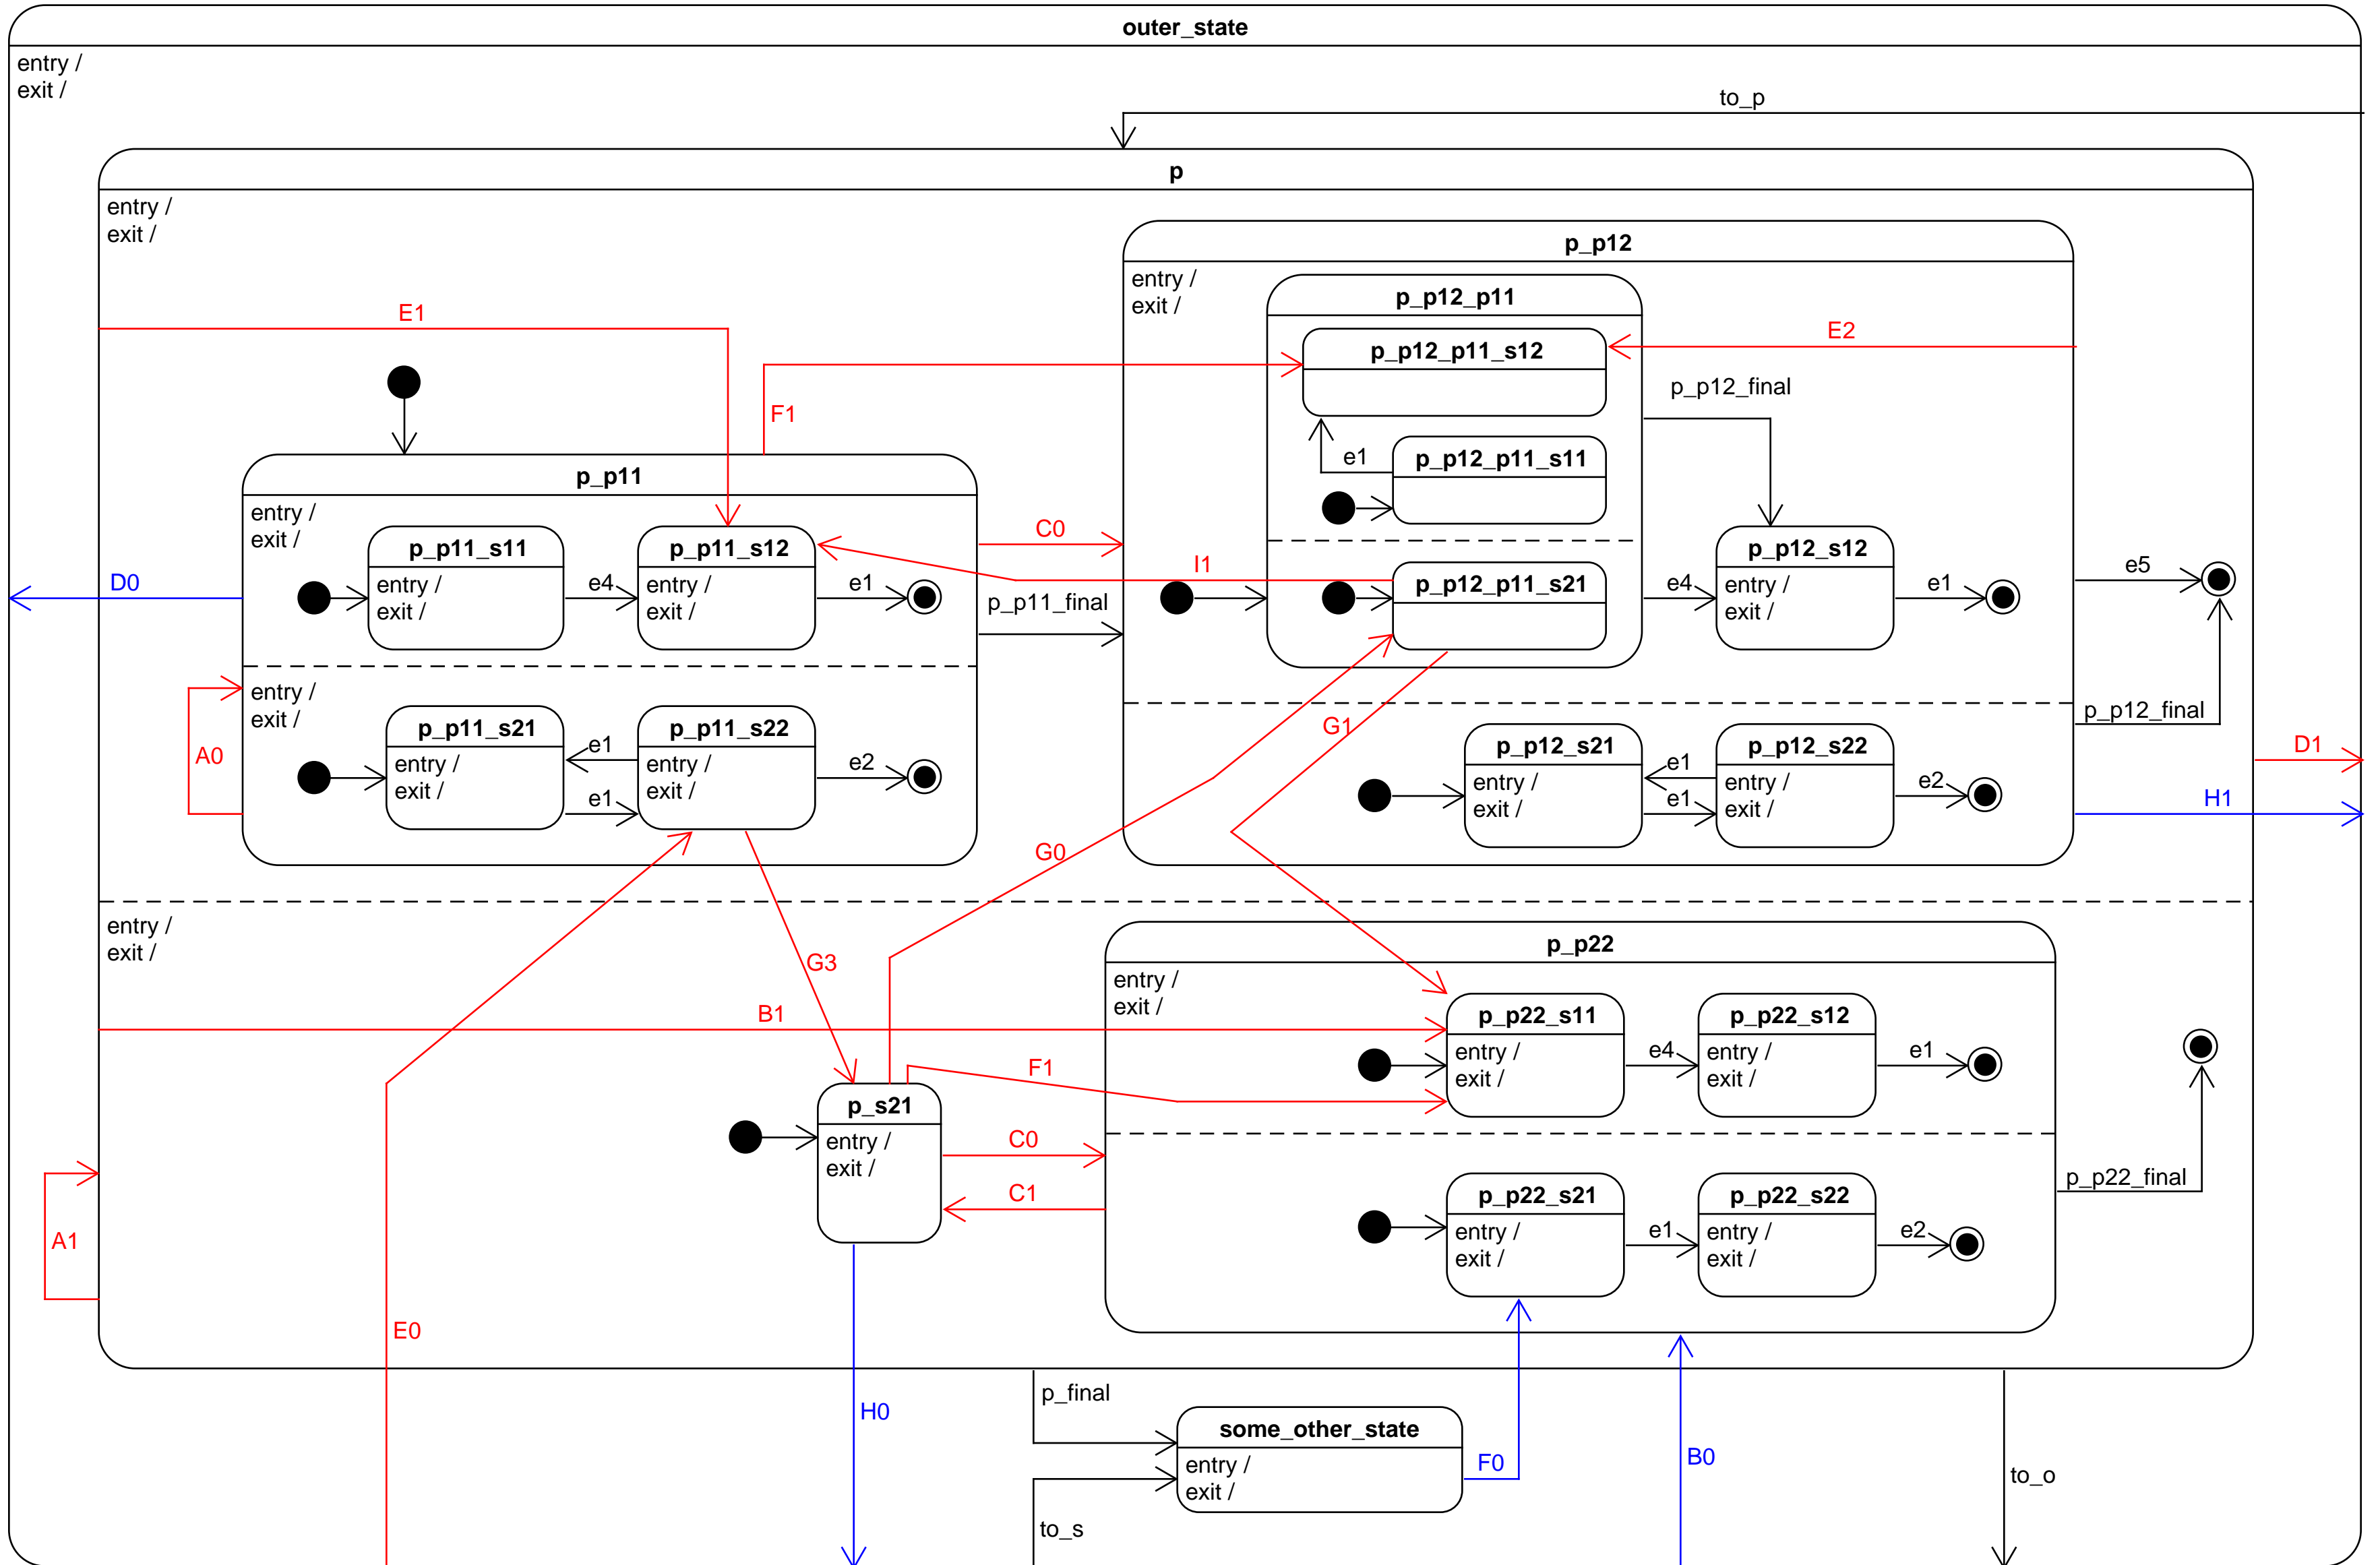 outer_state
entry /
exit /
to_p
p
entry /
exit /
p_p12
entry /
exit /
p_p12_p11
E1
p_p12_p11_s12
E2
p_p12_final
F1
e1
p_p12_p11_s11
p_p11
entry /
exit /
C0
p_p11_s11
entry /
exit /
e4
p_p11_s12
entry /
exit /
e1
D0
I1
p_p12_p11_s21
e4
p_p12_s12
entry /
exit /
e1
e5
p_p11_final
entry /
exit /
p_p11_s21
entry /
exit /
e1
e1
p_p11_s22
entry /
exit /
e2
A0
G1
p_p12_final
p_p12_s21
entry /
exit /
e1
e1
p_p12_s22
entry /
exit /
e2
D1
H1
G0
entry /
exit /
G3
p_p22
entry /
exit /
B1
p_p22_s11
entry /
exit /
e4
p_p22_s12
entry /
exit /
e1
F1
p_s21
entry /
exit /
C0
C1
p_p22_s21
entry /
exit /
e1
p_p22_s22
entry /
exit /
e2
p_p22_final
A1
E0
p_final
H0
some_other_state
entry /
exit /
F0
B0
to_o
to_s